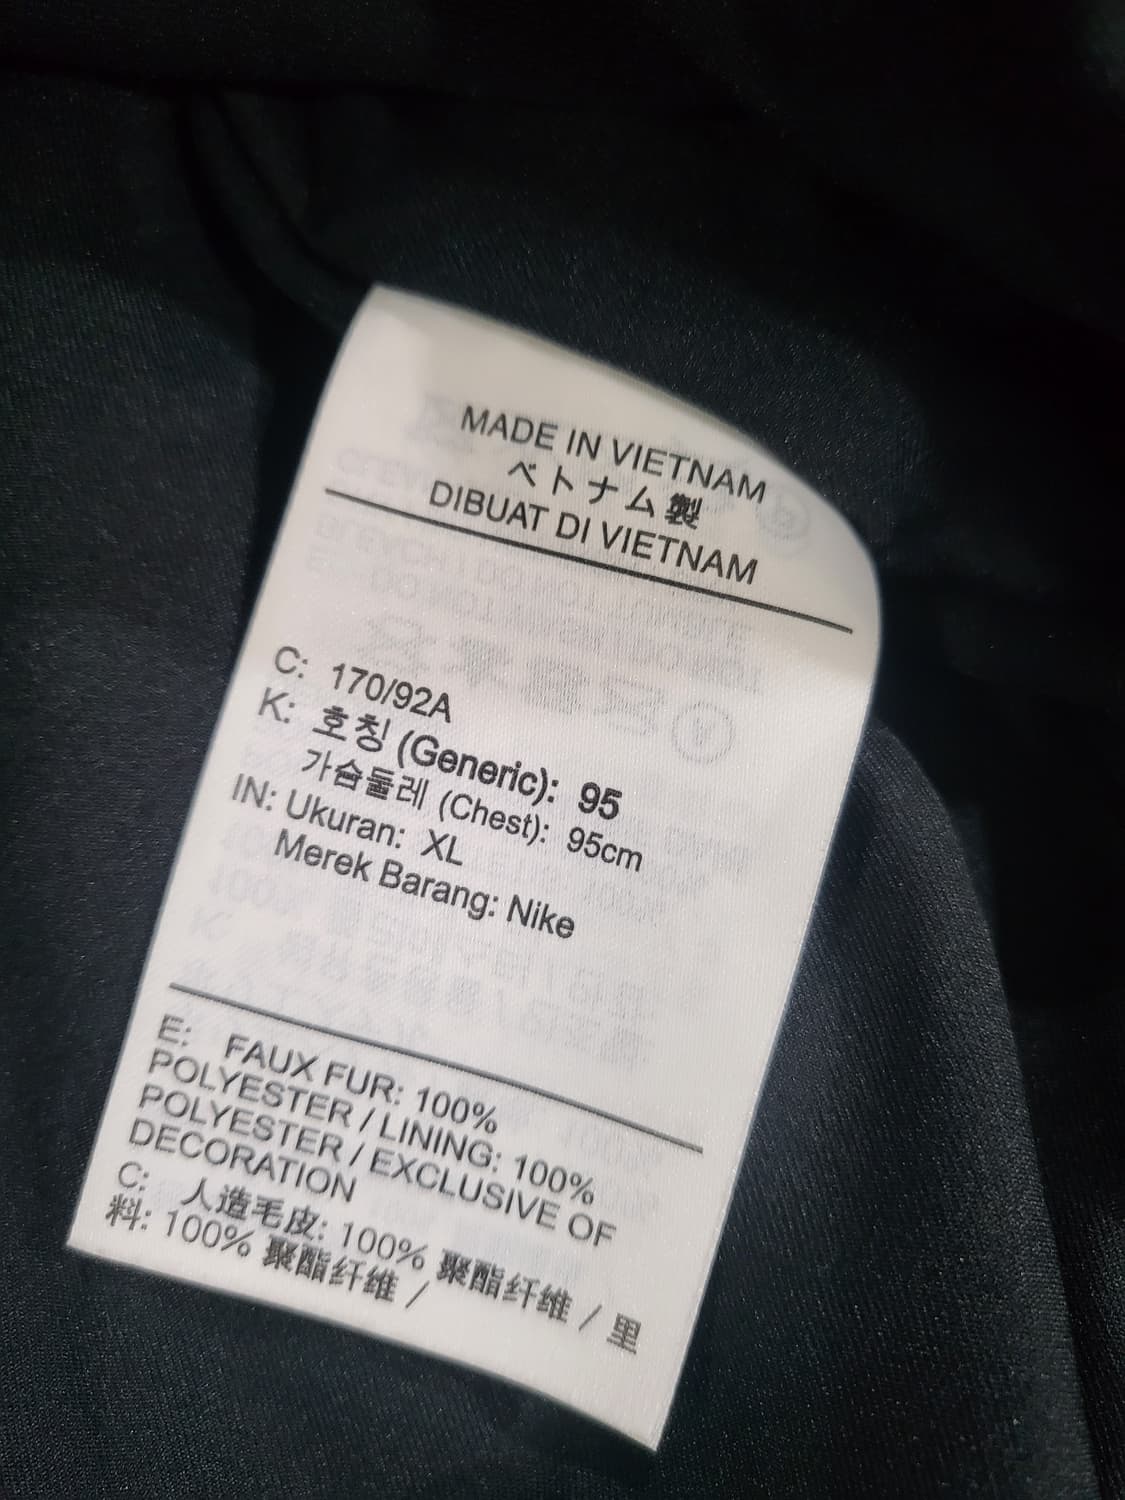 MADE IN VIETNAM
ベトナム製
DIBUAT DI VIETNAM
C: 170/92A
K: 호칭 (Generic): 95
가슴둘레 (Chest): 95cm
IN: Ukuran: XL
Merek Barang: Nike
E: FAUX FUR: 100%
POLYESTER / LINING: 100%
POLYESTER / EXCLUSIVE OF
DECORATION
C: 人造毛皮: 100% 聚酯纤维 / 里
料: 100% 聚酯纤维 /